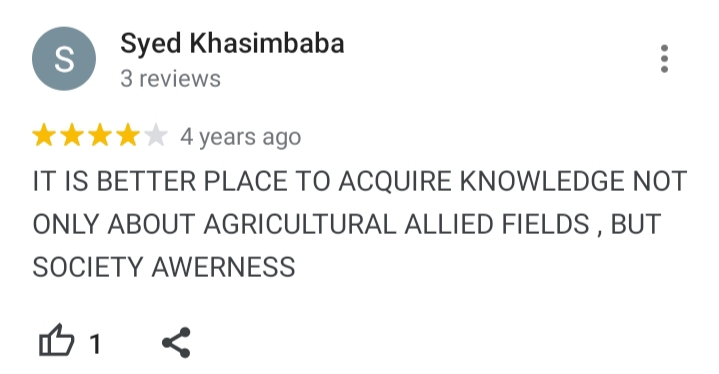 S
Syed Khasimbaba
3 reviews
4 years ago
IT IS BETTER PLACE TO ACQUIRE KNOWLEDGE NOT
ONLY ABOUT AGRICULTURAL ALLIED FIELDS , BUT
SOCIETY AWERNESS
1